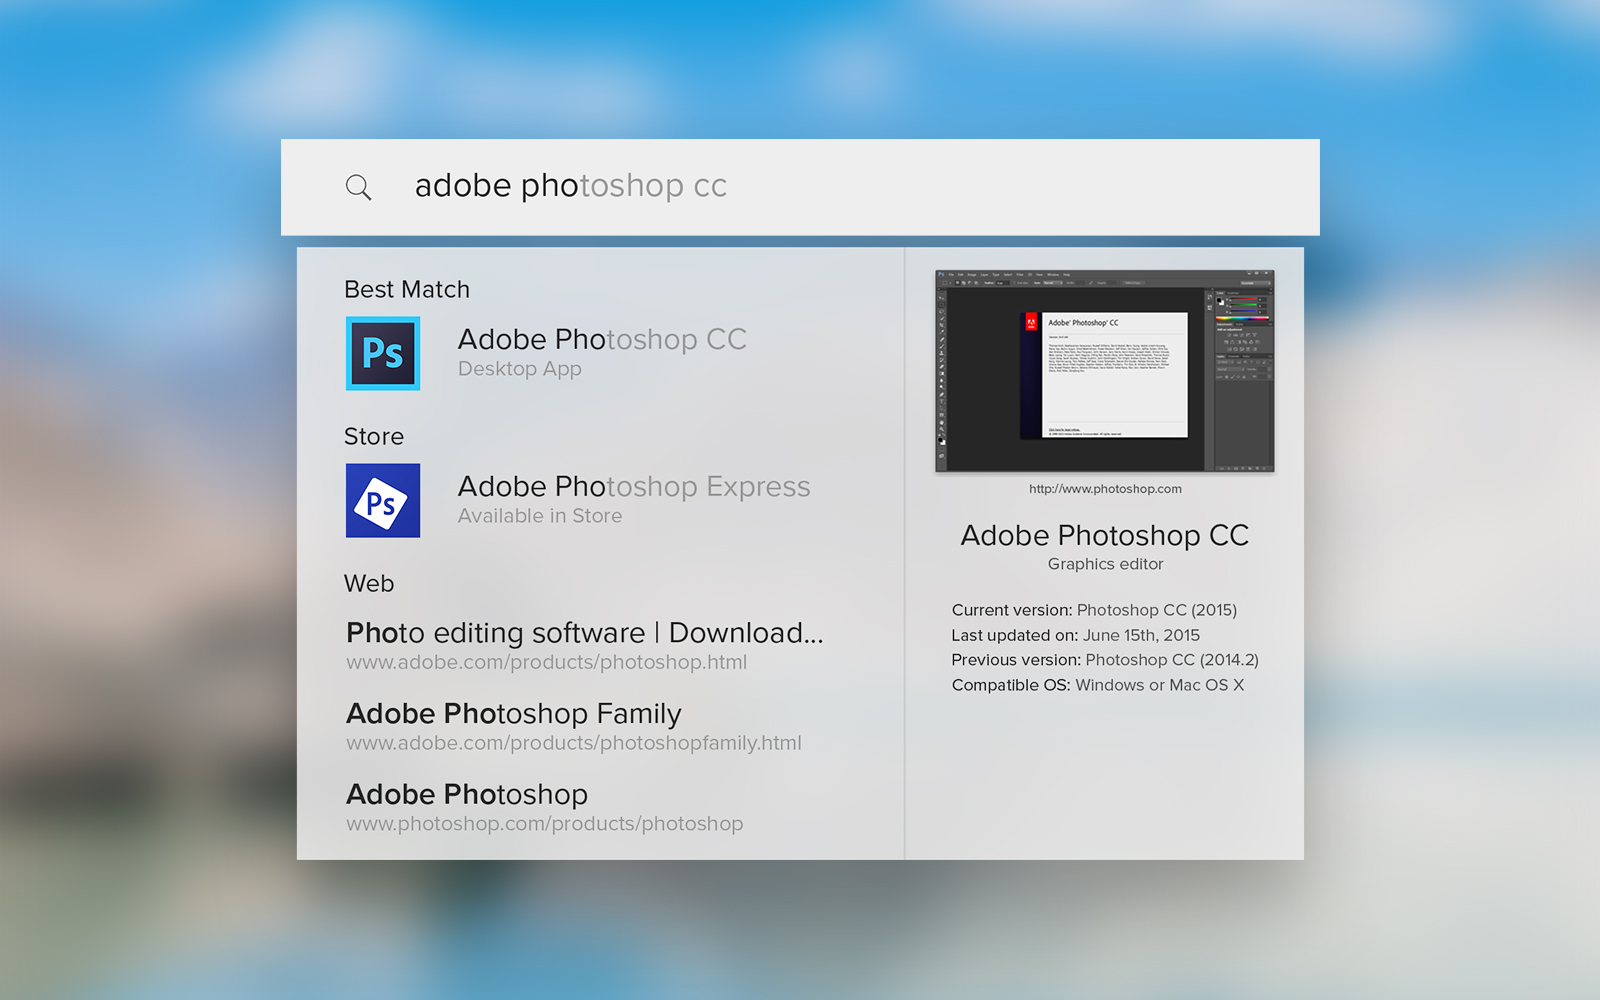 adobe photoshop cc
Best Match
Ps
Adobe Photoshop CC
Desktop App
Store
Ps
Adobe Photoshop Express
Available in Store
Web
Photo editing software | Download...
www.adobe.com/products/photoshop.html
Adobe Photoshop Family
www.adobe.com/products/photoshopfamily.html
Adobe Photoshop
www.photoshop.com/products/photoshop
Adobe® Photoshop® CC
http://www.photoshop.com
Adobe Photoshop CC
Graphics editor
Current version: Photoshop CC (2015)
Last updated on: June 15th, 2015
Previous version: Photoshop CC (2014.2)
Compatible OS: Windows or Mac OS X